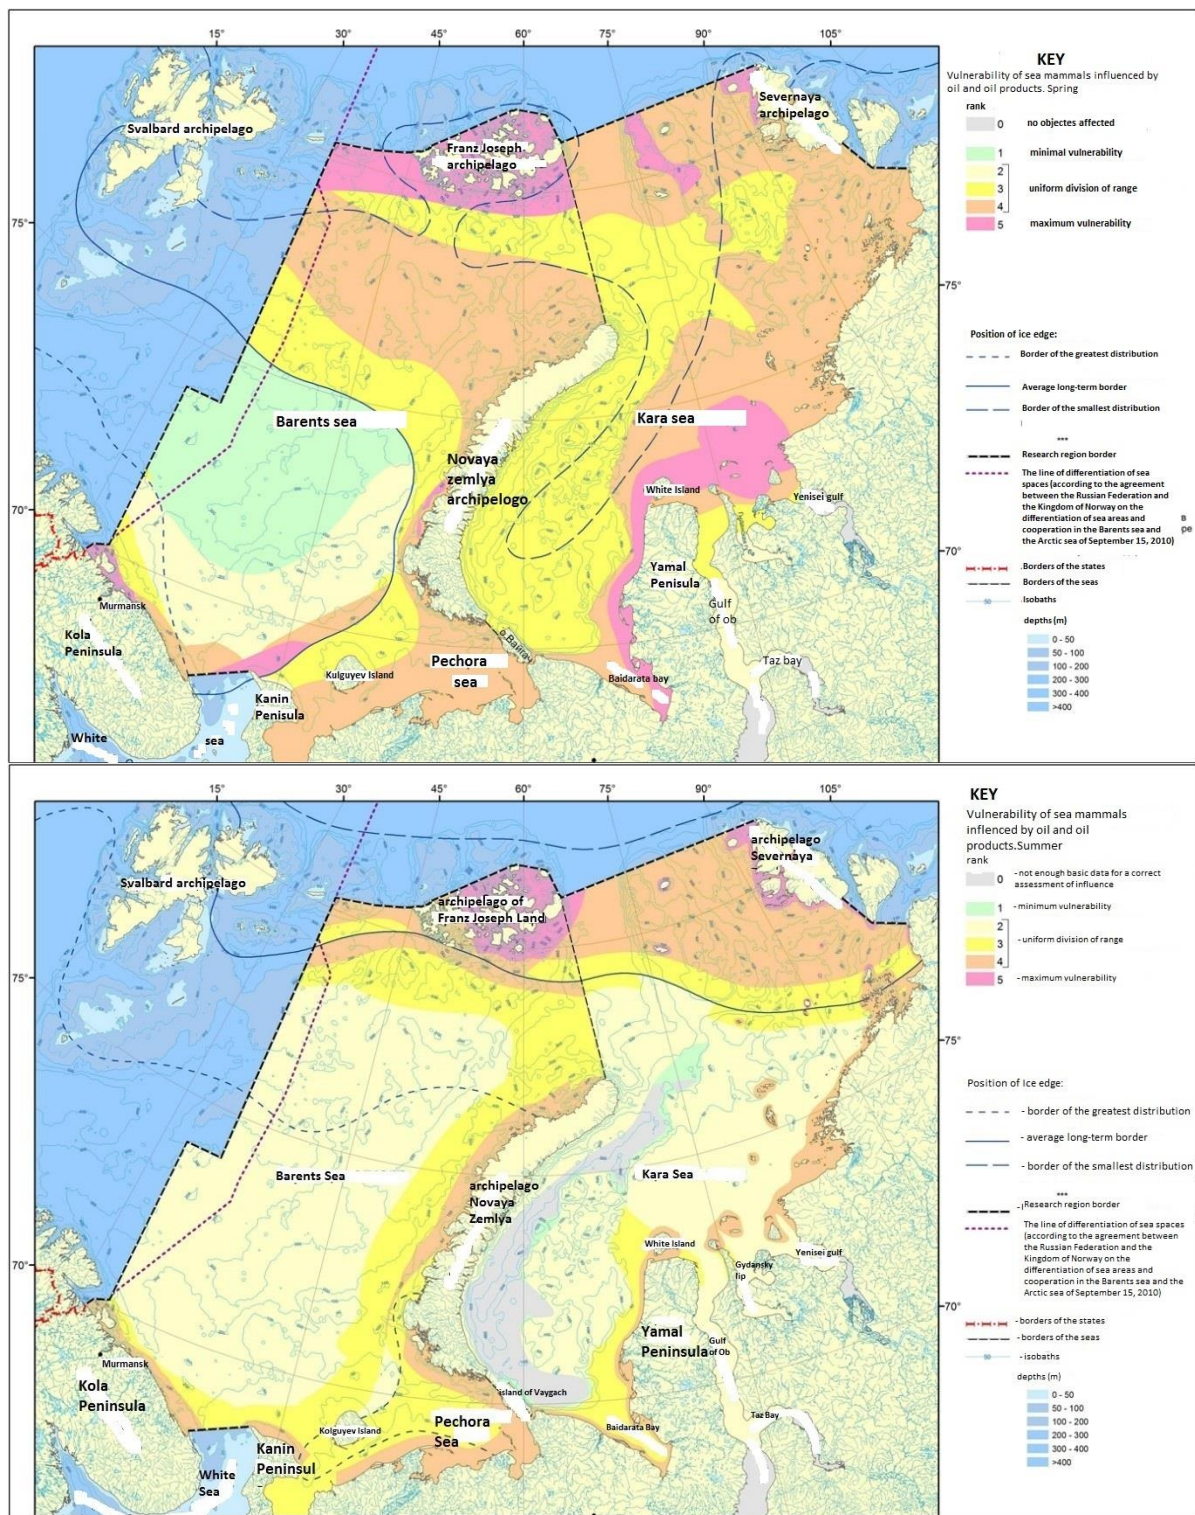 15° 30° 45° 60° 75° 90° 105°
KEY
Vulnerability of sea mammals influenced by
oil and oil products. Spring
rank
0 no objectes affected
1 minimal vulnerability
2
3 uniform division of range
4
5 maximum vulnerability
Position of ice edge:
Border of the greatest distribution
Average long-term border
Border of the smallest distribution
***
Research region border
The line of differentiation of sea
spaces (according to the agreement
between the Russian Federation and
the Kingdom of Norway on the
differentiation of sea areas and
cooperation in the Barents sea and
the Arctic sea of September 15, 2010)
в
ре
Borders of the states
Borders of the seas
50 Isobaths
depths (m)
0 - 50
50 - 100
100 - 200
200 - 300
300 - 400
>400
Svalbard archipelago
Severnaya
archipelago
Franz Joseph
archipelago
75°
75°
Barents sea
Kara sea
Novaya
zemlya
archipelogo
White Island
Yenisei gulf
70°
70°
Yamal
Penisula
Murmansk
Kola
Peninsula
Gulf
of ob
о.Вайгач
Pechora
sea
Taz bay
Kulguyev Island
Baidarata bay
Kanin
Penisula
White
sea
15° 30° 45° 60° 75° 90° 105°
KEY
Vulnerability of sea mammals
inflenced by oil and oil
products.Summer
rank
0 - not enough basic data for a correct
assessment of influence
1 - minimum vulnerability
2
3 - uniform division of range
4
5 - maximum vulnerability
Position of Ice edge:
- border of the greatest distribution
- average long-term border
- border of the smallest distribution
***
- Research region border
The line of differentiation of sea spaces
(according to the agreement between
the Russian Federation and the
Kingdom of Norway on the
differentiation of sea areas and
cooperation in the Barents sea and the
Arctic sea of September 15, 2010)
- borders of the states
- borders of the seas
50 - isobaths
depths (m)
0 - 50
50 - 100
100 - 200
200 - 300
300 - 400
>400
archipelago
Severnaya
Svalbard archipelago
archipelago of
Franz Joseph Land
75°
75°
Barents Sea
Kara Sea
archipelago
Novaya
Zemlya
White Island
Yenisei gulf
Gydansky
70°
70°
Yamal
Peninsula
Gulf
of Ob
Murmansk
Kola
Peninsula
island of Vaygach
Taz Bay
Kolguyev Island
Pechora
Sea
Baidarata Bay
Kanin
Peninsul
White
Sea